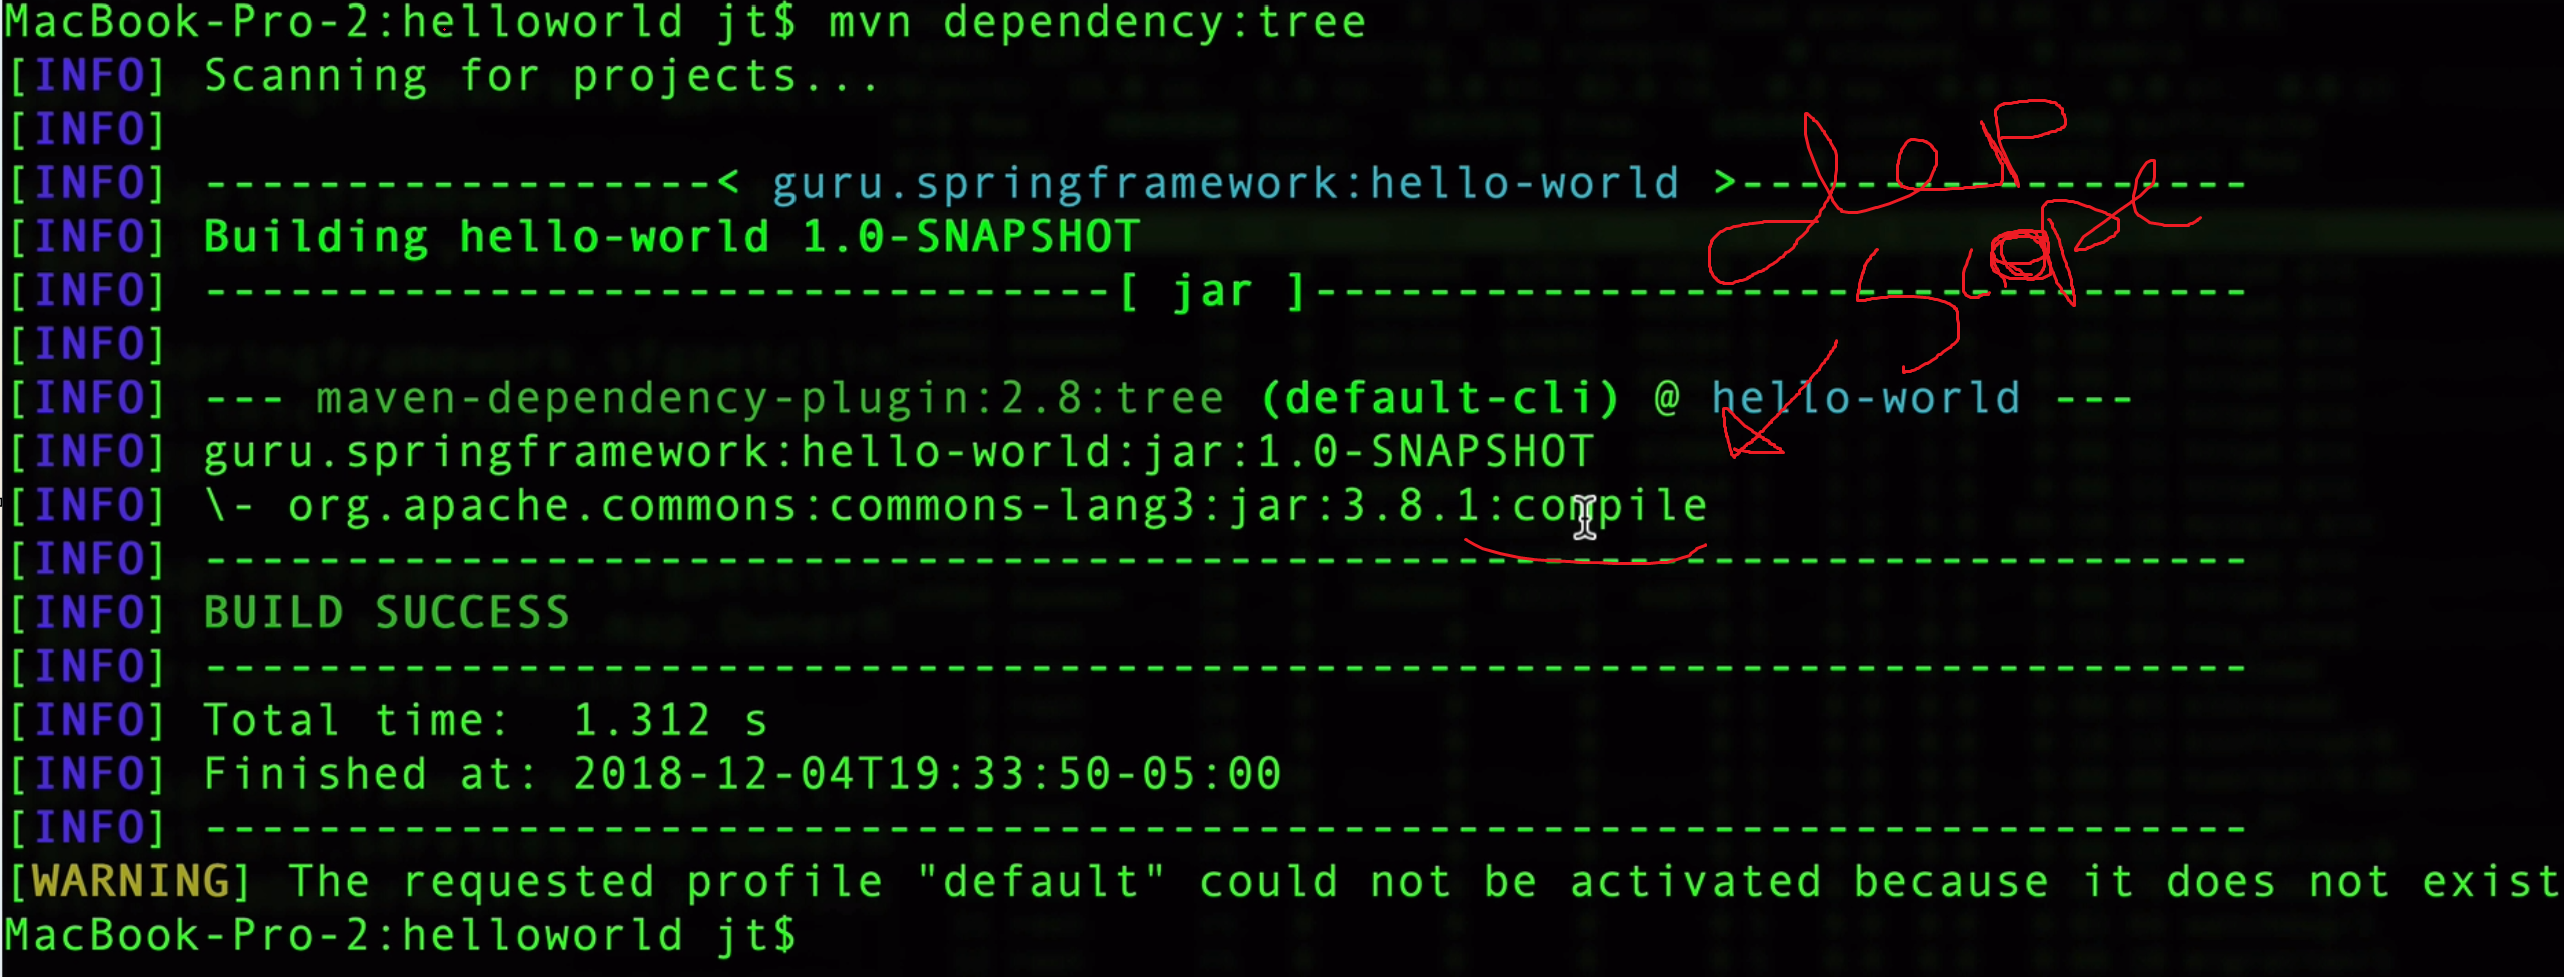 MacBook-Pro-2:helloworld jt$ mvn dependency:tree
[INFO] Scanning for projects...
[INFO]
[INFO] ------------------< guru.springframework:hello-world >------------------
[INFO] Building hello-world 1.0-SNAPSHOT
[INFO] --------------------------------[ jar ]---------------------------------
[INFO]
[INFO] --- maven-dependency-plugin:2.8:tree (default-cli) @ hello-world ---
[INFO] guru.springframework:hello-world:jar:1.0-SNAPSHOT
[INFO] \- org.apache.commons:commons-lang3:jar:3.8.1:compile
[INFO] ------------------------------------------------------------------------
[INFO] BUILD SUCCESS
[INFO] ------------------------------------------------------------------------
[INFO] Total time:  1.312 s
[INFO] Finished at: 2018-12-04T19:33:50-05:00
[INFO] ------------------------------------------------------------------------
[WARNING] The requested profile "default" could not be activated because it does not exist
MacBook-Pro-2:helloworld jt$